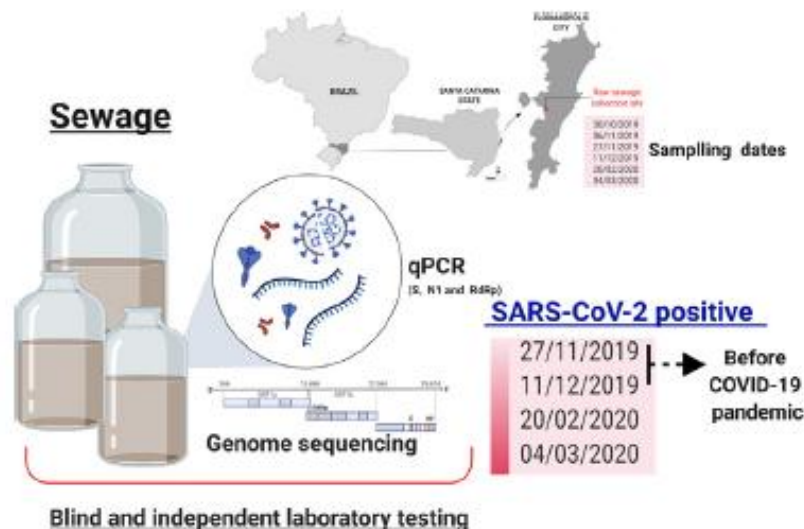 FLORIANOPOLIS
CITY
BRAZIL
SANTA CATARINA
STATE
Raw sewage
collection site
30/10/2019
06/11/2019
27/11/2019
11/12/2019
20/02/2020
04/03/2020
Samplling dates
Sewage
qPCR
(S, N1 and RdRp)
SARS-CoV-2 positive
27/11/2019
11/12/2019
20/02/2020
04/03/2020
Before
COVID-19
pandemic
Genome sequencing
Blind and independent laboratory testing